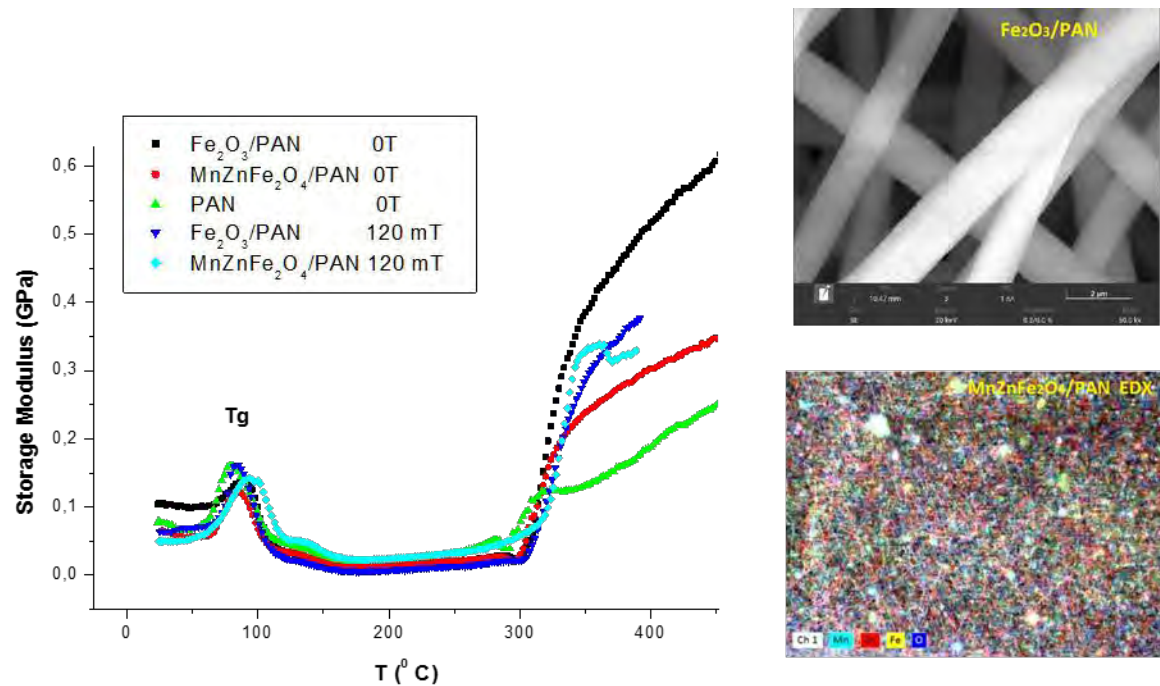 Fe₂O₃/PAN 0T
MnZnFe₂O₄/PAN 0T
PAN 0T
Fe₂O₃/PAN 120 mT
MnZnFe₂O₄/PAN 120 mT
Tg
Storage Modulus (GPa)
0,6
0,5
0,4
0,3
0,2
0,1
0,0
0
100
200
300
400
T (⁰ C)
Fe₂O₃/PAN
2 µm
MnZnFe₂O₄/PAN EDX
Ch 1 Mn Fe O